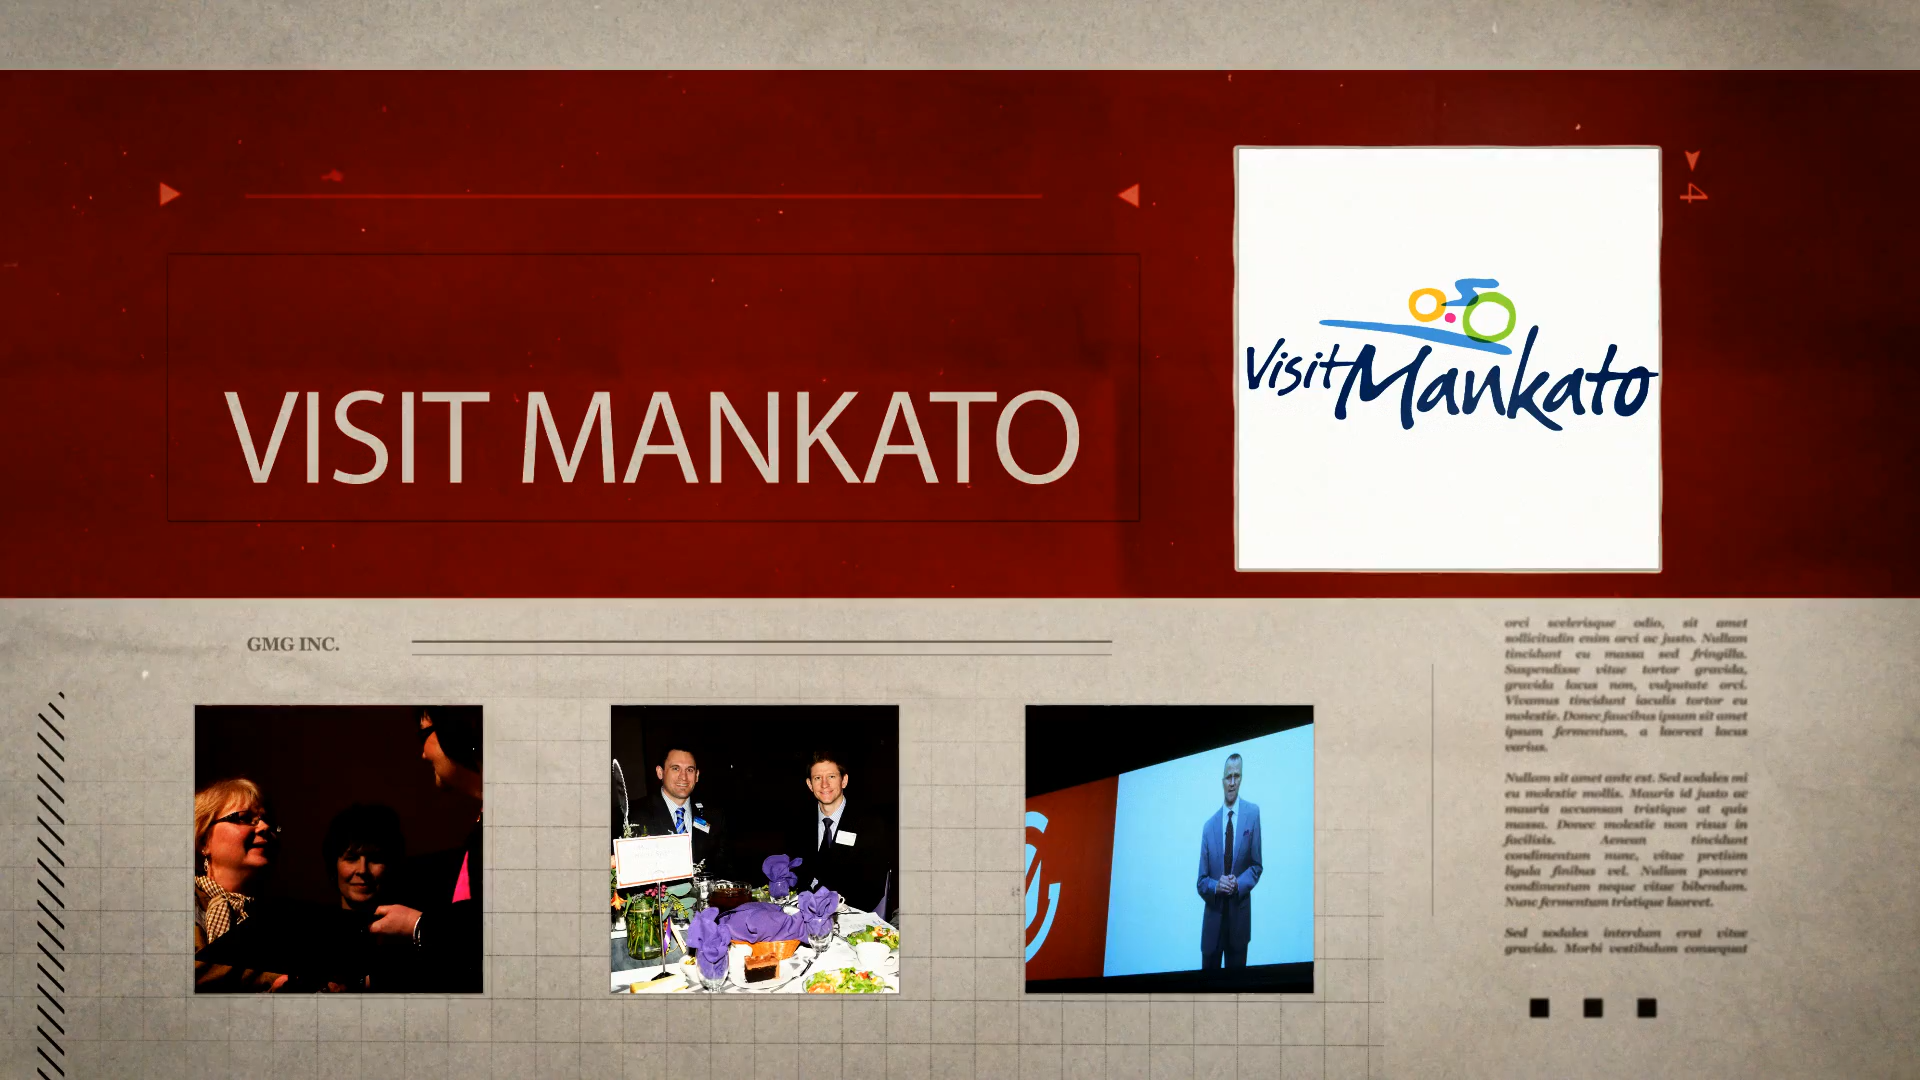 VISIT MANKATO
4
Visit Mankato
GMG INC.
orci scelerisque odio, sit amet
sollicitudin enim orci ac justo. Nullam
tincidunt eu massa sed fringilla.
Suspendisse vitae tortor gravida,
gravida lacus non, vulputate orci.
Vivamus tincidunt iaculis tortor eu
molestie. Donec faucibus ipsum sit amet
ipsum fermentum, a laoreet lacus
varius.
Nullam sit amet ante est. Sed sodales mi
eu molestie mollis. Mauris id justo ac
mauris accumsan tristique at quis
massa. Donec molestie non risus in
facilisis. Aenean tincidunt
condimentum nunc, vitae pretium
ligula finibus vel. Nullam posuere
condimentum neque vitae bibendum.
Nunc fermentum tristique laoreet.
Sed sodales interdum erat vitae
gravida. Morbi vestibulum consequat